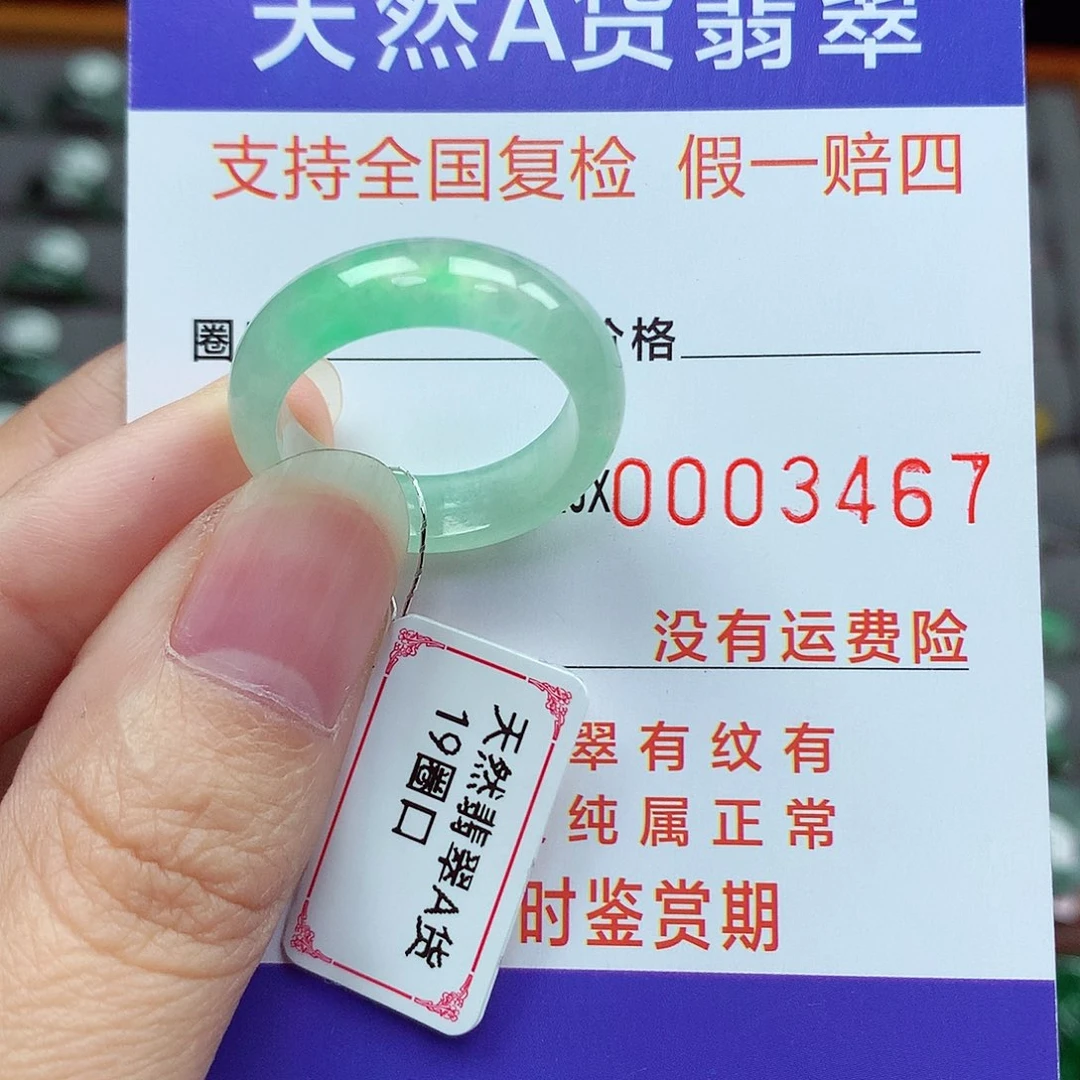 天然A货翡翠
支持全国复检 假一赔四
圈
价格
X0003467
没有运费险
翠有纹有
纯属正常
时鉴赏期
天然翡翠A货
19圈口